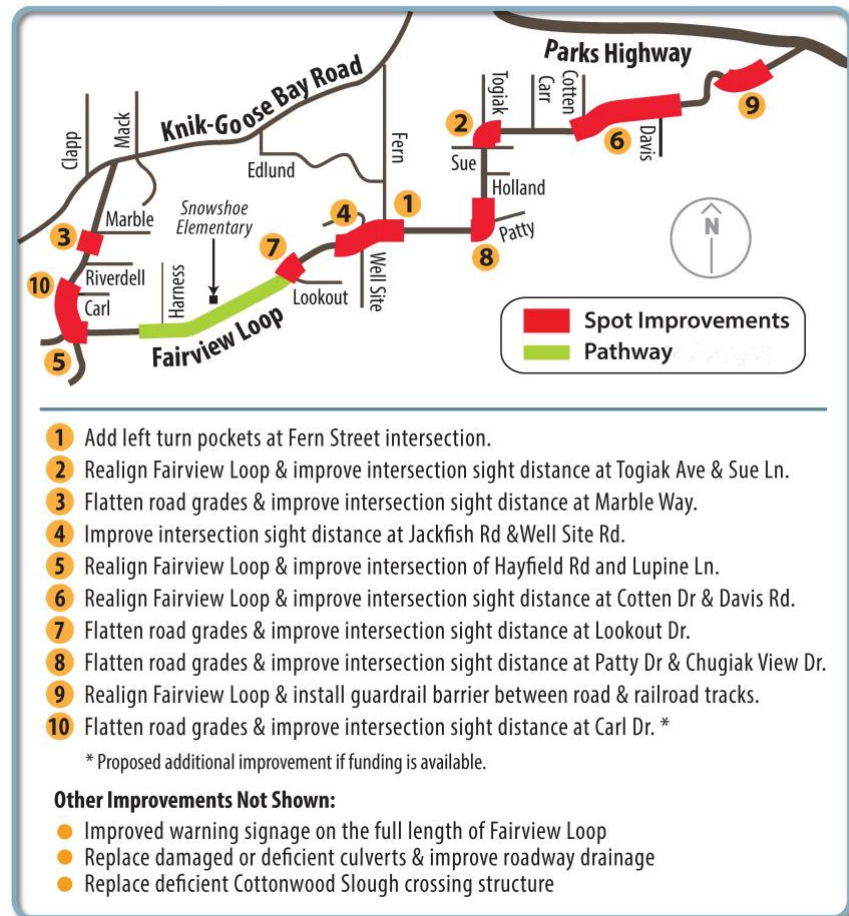 Parks Highway
Knik-Goose Bay Road
Togiak
Cotten
Carr
9
Clapp
Mack
Fern
2
6
Davis
Edlund
Sue
Holland
Marble
Snowshoe
Elementary
4
1
Patty
N
3
8
7
Riverdell
10
Carl
Harness
Lookout
Well Site
Fairview Loop
5
Spot Improvements
Pathway
1 Add left turn pockets at Fern Street intersection.
2 Realign Fairview Loop & improve intersection sight distance at Togiak Ave & Sue Ln.
3 Flatten road grades & improve intersection sight distance at Marble Way.
4 Improve intersection sight distance at Jackfish Rd &Well Site Rd.
5 Realign Fairview Loop & improve intersection of Hayfield Rd and Lupine Ln.
6 Realign Fairview Loop & improve intersection sight distance at Cotten Dr & Davis Rd.
7 Flatten road grades & improve intersection sight distance at Lookout Dr.
8 Flatten road grades & improve intersection sight distance at Patty Dr & Chugiak View Dr.
9 Realign Fairview Loop & install guardrail barrier between road & railroad tracks.
10 Flatten road grades & improve intersection sight distance at Carl Dr. *
* Proposed additional improvement if funding is available.
Other Improvements Not Shown:
Improved warning signage on the full length of Fairview Loop
Replace damaged or deficient culverts & improve roadway drainage
Replace deficient Cottonwood Slough crossing structure